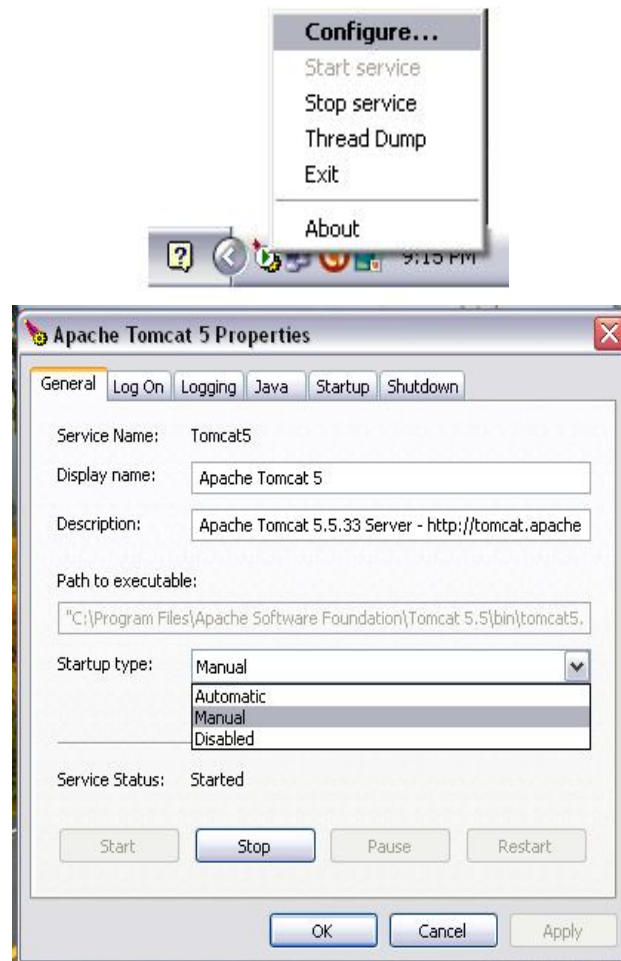 Configure...
Start service
Stop service
Thread Dump
Exit
About
9:15 PM
Apache Tomcat 5 Properties
General Log On Logging Java Startup Shutdown
Service Name: Tomcat5
Display name: Apache Tomcat 5
Description: Apache Tomcat 5.5.33 Server - http://tomcat.apache
Path to executable:
"C:\Program Files\Apache Software Foundation\Tomcat 5.5\bin\tomcat5.
Startup type: Manual
Automatic
Manual
Disabled
Service Status: Started
Start Stop Pause Restart
OK Cancel Apply